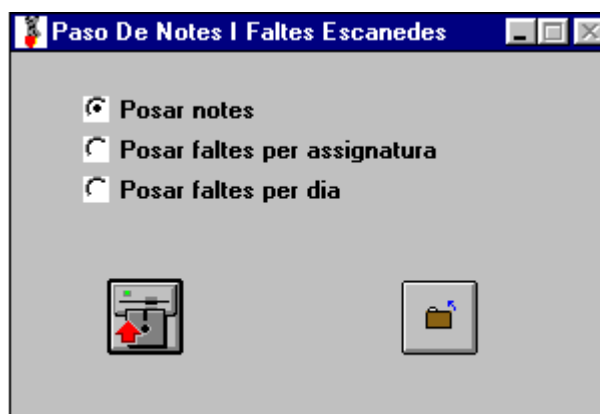 Paso De Notes I Faltes Escanedes
Posar notes
Posar faltes per assignatura
Posar faltes per dia